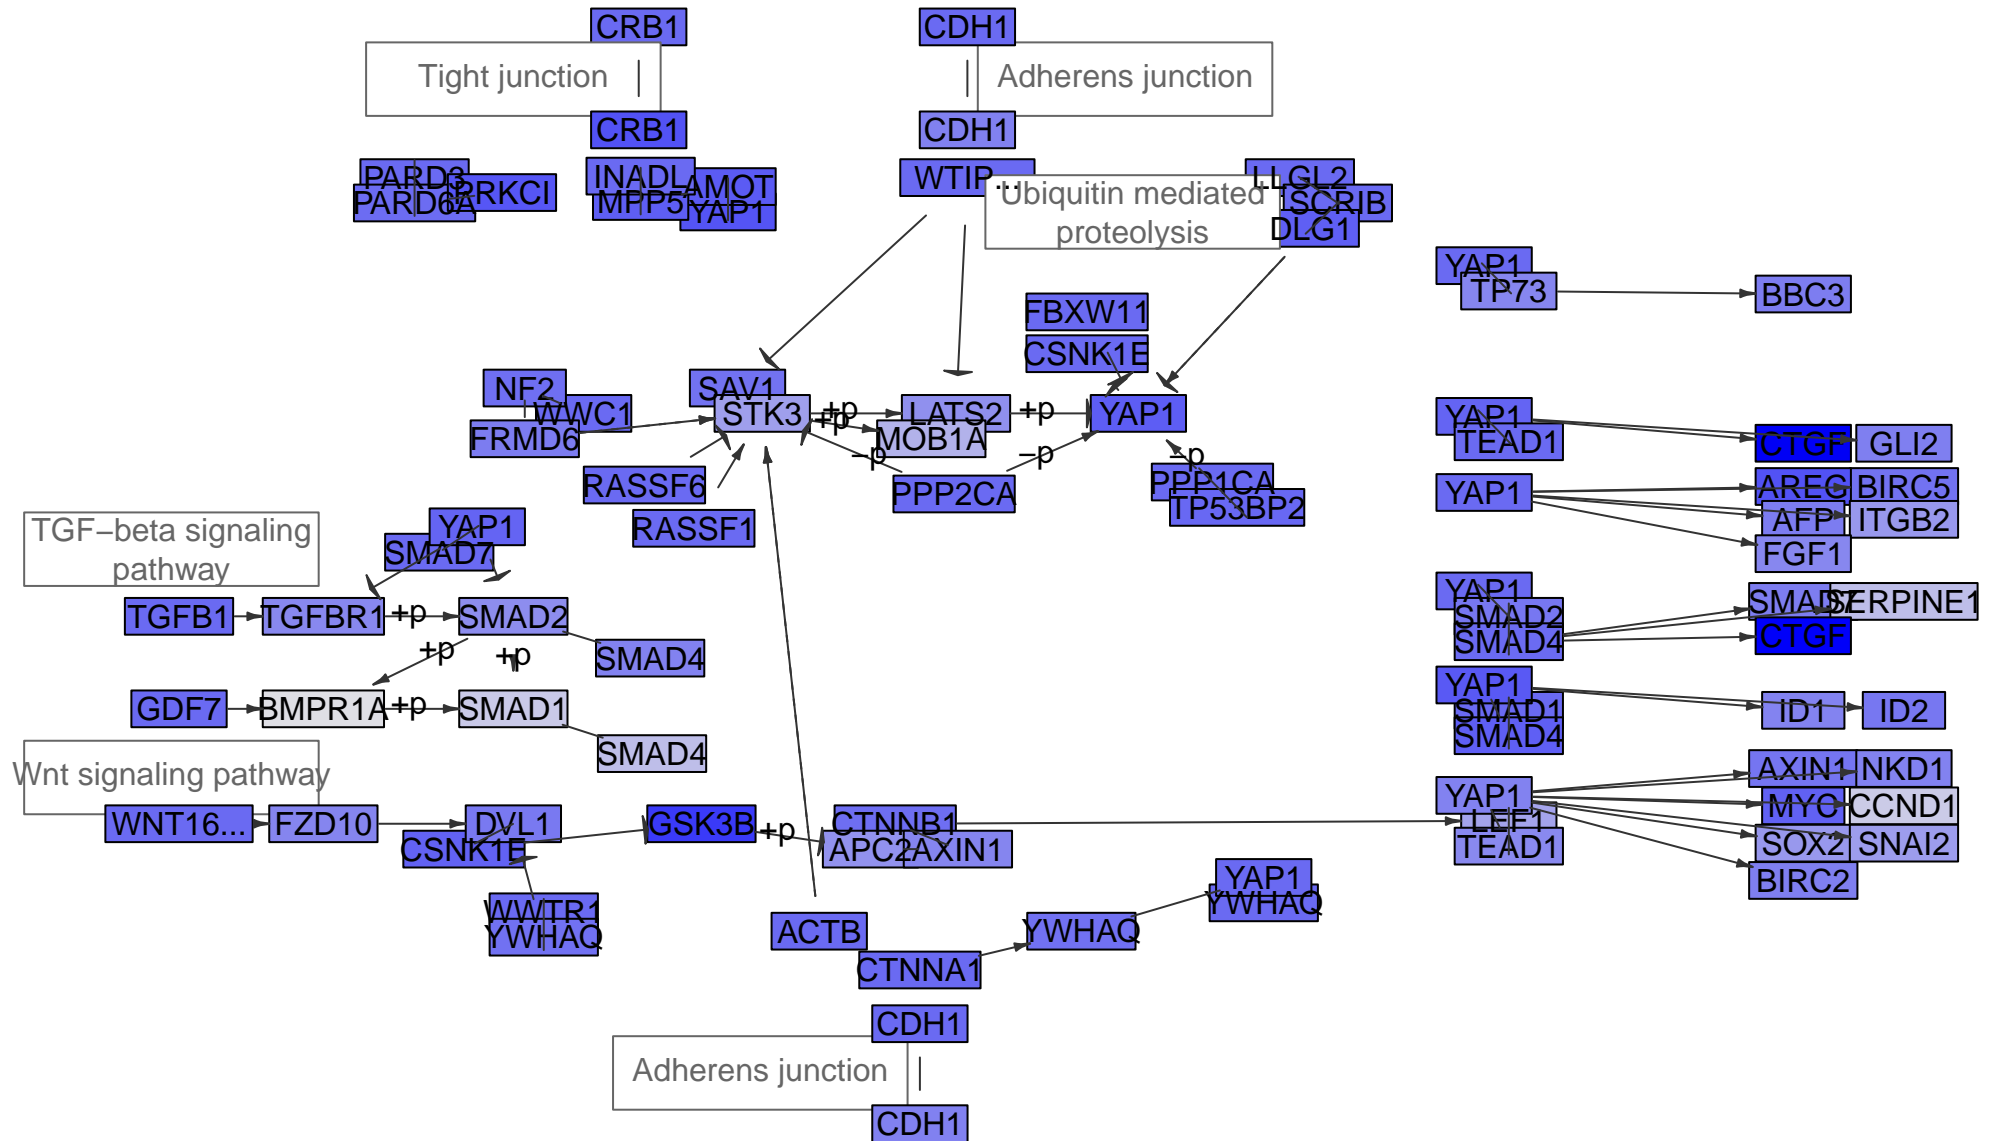 CRB1
CDH1
Tight junction
Adherens junction
CRB1
CDH1
PARD3
PARD6A
PRKCI
INADL
MPP5
AMOT
YAP1
WTIP...
Ubiquitin mediated
proteolysis
LLGL2
SCRIB
DLG1
YAP1
TP73
BBC3
FBXW11
CSNK1E
NF2
WWC1
FRMD6
SAV1
STK3
+p
+p
LATS2
MOB1A
+p
YAP1
−p
−p
−p
RASSF6
RASSF1
PPP2CA
PPP1CA
TP53BP2
YAP1
TEAD1
CTGF
GLI2
YAP1
AREG
BIRC5
AFP
ITGB2
FGF1
TGF−beta signaling
pathway
YAP1
SMAD7
TGFB1
TGFBR1
+p
SMAD2
+p
+p
SMAD4
GDF7
BMPR1A
+p
SMAD1
SMAD4
YAP1
SMAD2
SMAD4
SMAD7
SERPINE1
CTGF
YAP1
SMAD1
SMAD4
ID1
ID2
Wnt signaling pathway
WNT16...
FZD10
DVL1
CSNK1E
GSK3B
+p
CTNNB1
APC2
AXIN1
YAP1
LEF1
TEAD1
AXIN1
NKD1
MYC
CCND1
SOX2
SNAI2
BIRC2
WWTR1
YWHAQ
ACTB
CTNNA1
YWHAQ
YAP1
YWHAQ
CDH1
Adherens junction
CDH1